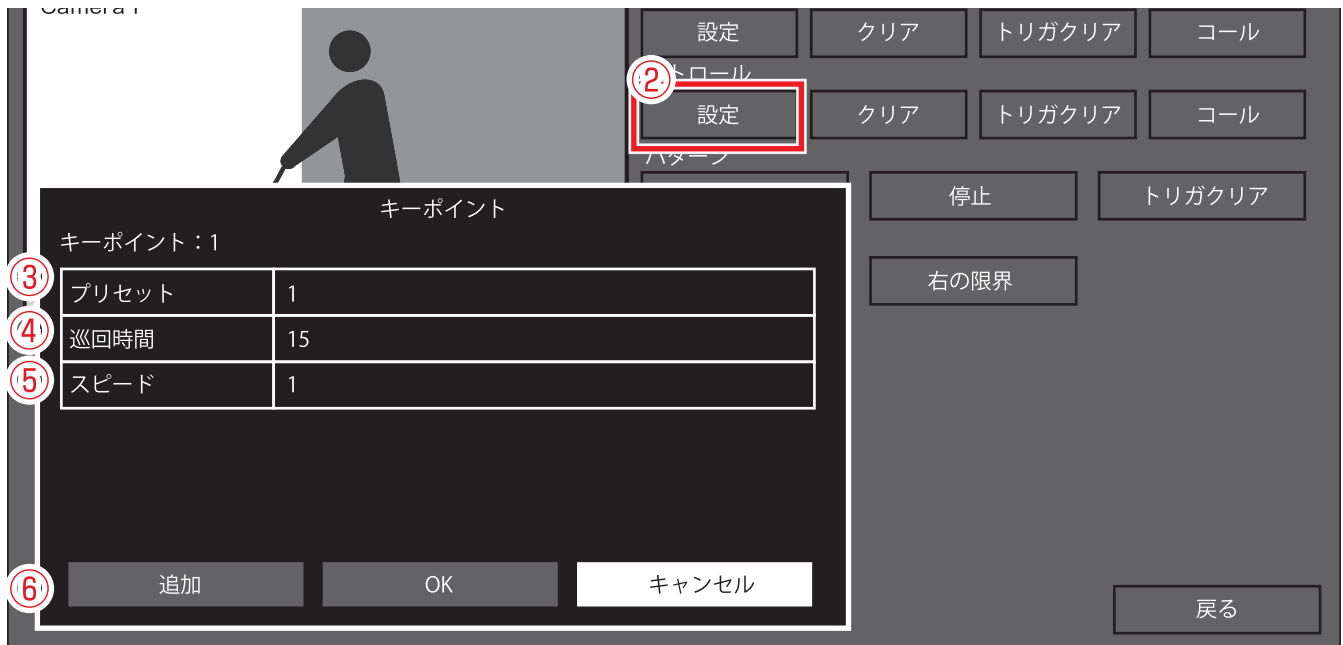 Camera 1
設定 クリア トリガクリア コール
② トロール
設定 クリア トリガクリア コール
パターン
停止 トリガクリア
キーポイント
キーポイント：1
右の限界
③ プリセット 1
④ 巡回時間 15
⑤ スピード 1
⑥ 追加 OK キャンセル
戻る